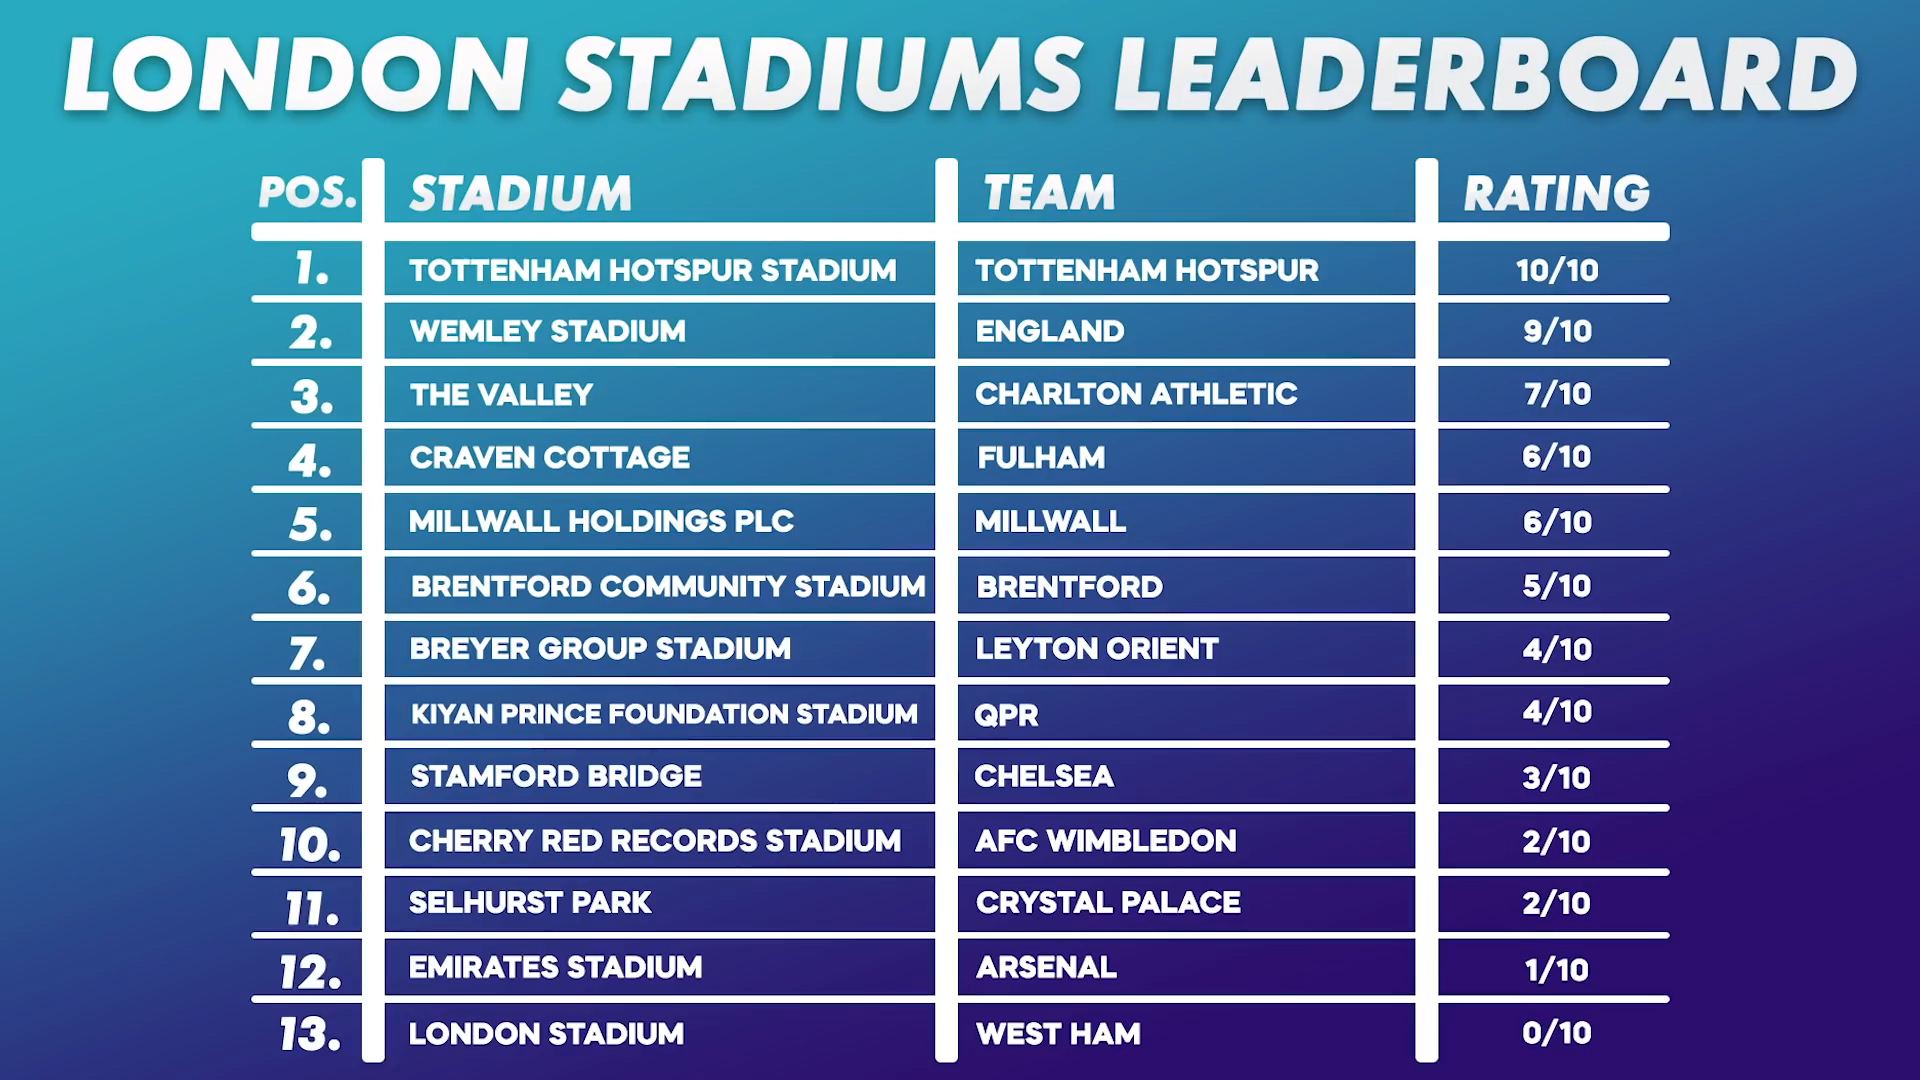 LONDON STADIUMS LEADERBOARD
POS. STADIUM TEAM RATING
1. TOTTENHAM HOTSPUR STADIUM TOTTENHAM HOTSPUR 10/10
2. WEMLEY STADIUM ENGLAND 9/10
3. THE VALLEY CHARLTON ATHLETIC 7/10
4. CRAVEN COTTAGE FULHAM 6/10
5. MILLWALL HOLDINGS PLC MILLWALL 6/10
6. BRENTFORD COMMUNITY STADIUM BRENTFORD 5/10
7. BREYER GROUP STADIUM LEYTON ORIENT 4/10
8. KIYAN PRINCE FOUNDATION STADIUM QPR 4/10
9. STAMFORD BRIDGE CHELSEA 3/10
10. CHERRY RED RECORDS STADIUM AFC WIMBLEDON 2/10
11. SELHURST PARK CRYSTAL PALACE 2/10
12. EMIRATES STADIUM ARSENAL 1/10
13. LONDON STADIUM WEST HAM 0/10